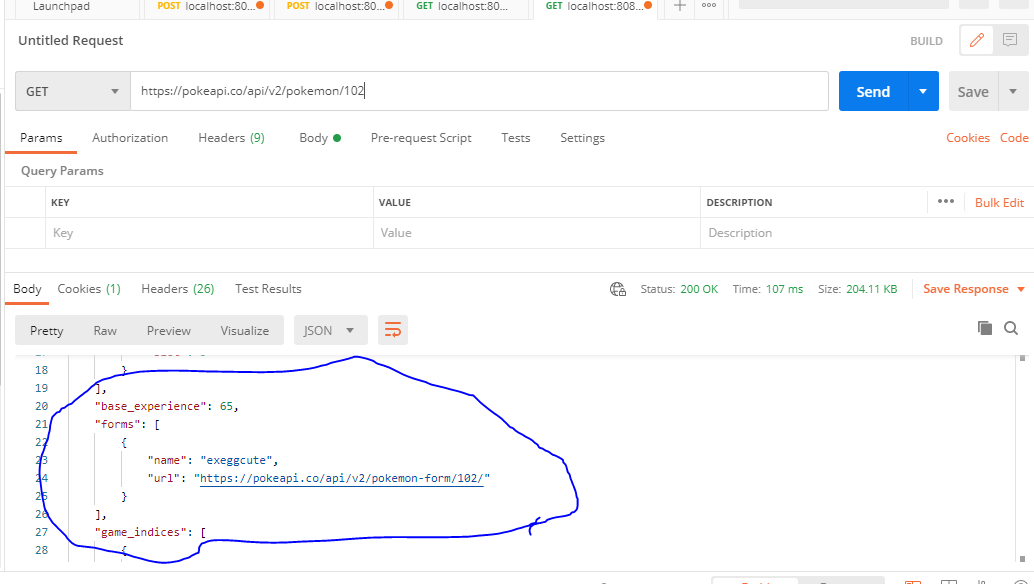 Launchpad POST localhost:80... POST localhost:80... GET localhost:80... GET localhost:808...
Untitled Request BUILD
GET https://pokeapi.co/api/v2/pokemon/102 Send Save
Params Authorization Headers (9) Body Pre-request Script Tests Settings Cookies Code
Query Params
KEY VALUE DESCRIPTION Bulk Edit
Key Value Description
Body Cookies (1) Headers (26) Test Results Status: 200 OK Time: 107 ms Size: 204.11 KB Save Response
Pretty Raw Preview Visualize JSON
18 }
19 ],
20 "base_experience": 65,
21 "forms": [
22 {
23 "name": "exeggcute",
24 "url": "https://pokeapi.co/api/v2/pokemon-form/102/"
25 }
26 ],
27 "game_indices": [
28 {